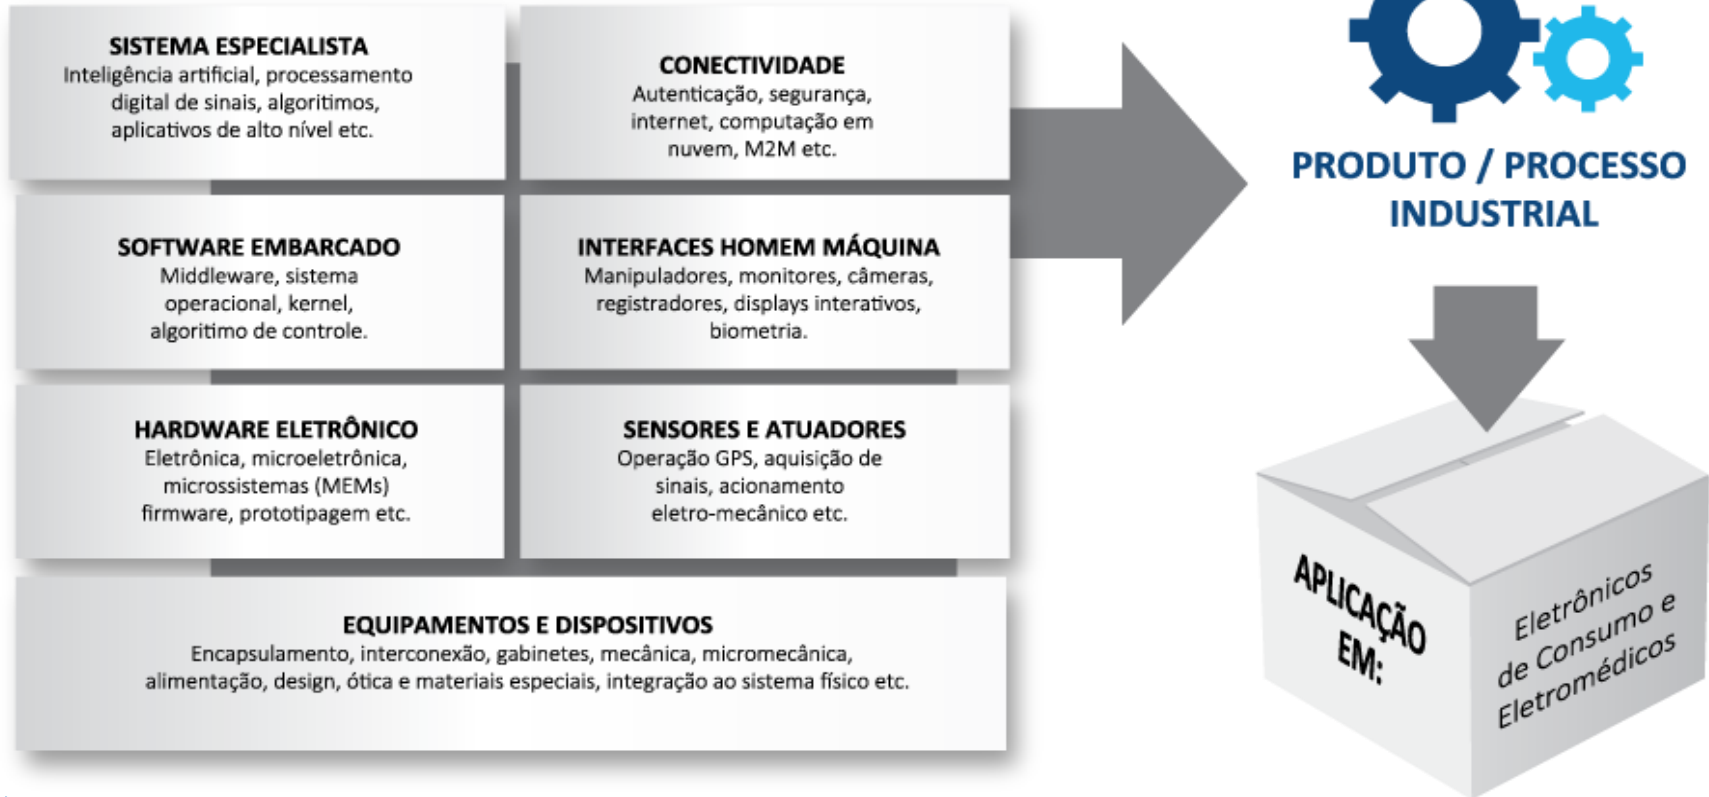 SISTEMA ESPECIALISTA
Inteligência artificial, processamento
digital de sinais, algoritimos,
aplicativos de alto nível etc.
CONECTIVIDADE
Autenticação, segurança,
internet, computação em
nuvem, M2M etc.
SOFTWARE EMBARCADO
Middleware, sistema
operacional, kernel,
algoritimo de controle.
INTERFACES HOMEM MÁQUINA
Manipuladores, monitores, câmeras,
registradores, displays interativos,
biometria.
HARDWARE ELETRÔNICO
Eletrônica, microeletrônica,
microssistemas (MEMs)
firmware, prototipagem etc.
SENSORES E ATUADORES
Operação GPS, aquisição de
sinais, acionamento
eletro-mecânico etc.
EQUIPAMENTOS E DISPOSITIVOS
Encapsulamento, interconexão, gabinetes, mecânica, micromecânica,
alimentação, design, ótica e materiais especiais, integração ao sistema físico etc.
PRODUTO / PROCESSO
INDUSTRIAL
APLICAÇÃO
EM:
Eletrônicos
de Consumo e
Eletromédicos